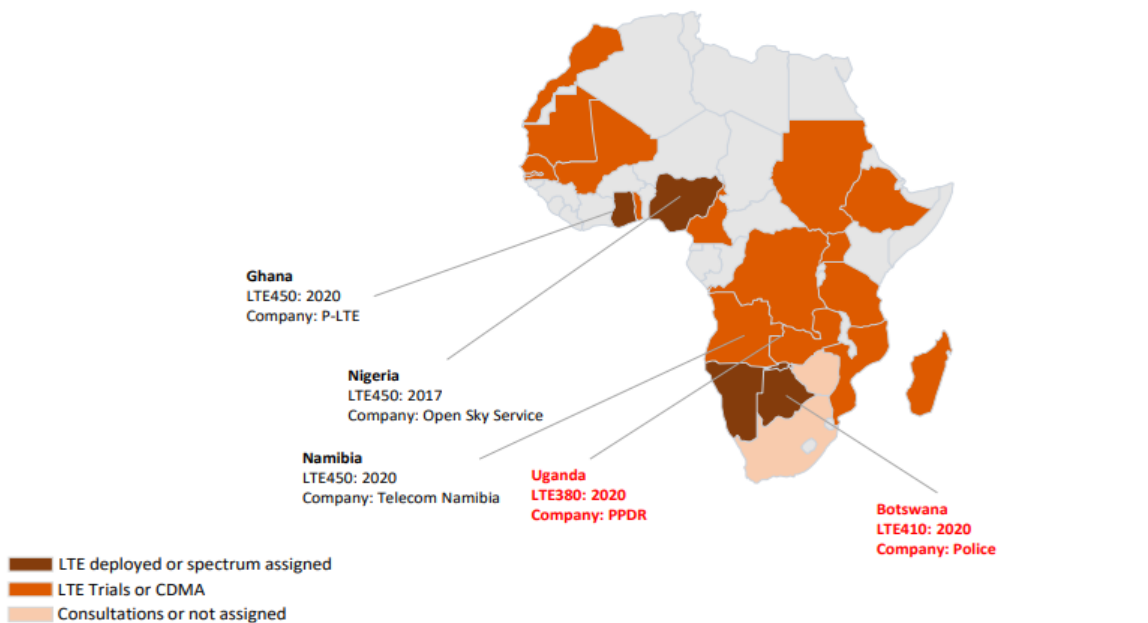 Ghana
LTE450: 2020
Company: P-LTE
Nigeria
LTE450: 2017
Company: Open Sky Service
Namibia
LTE450: 2020
Company: Telecom Namibia
Uganda
LTE380: 2020
Company: PPDR
Botswana
LTE410: 2020
Company: Police
LTE deployed or spectrum assigned
LTE Trials or CDMA
Consultations or not assigned